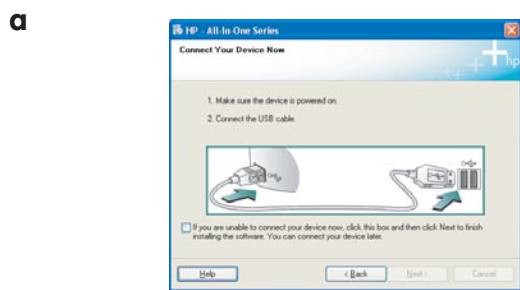 a
HP - All-In-One Series
Connect Your Device Now
hp
1. Make sure the device is powered on.
2. Connect the USB cable.
If you are unable to connect your device now, click this box and then click Next to finish
installing the software. You can connect your device later.
Help
< Back
Next >
Cancel